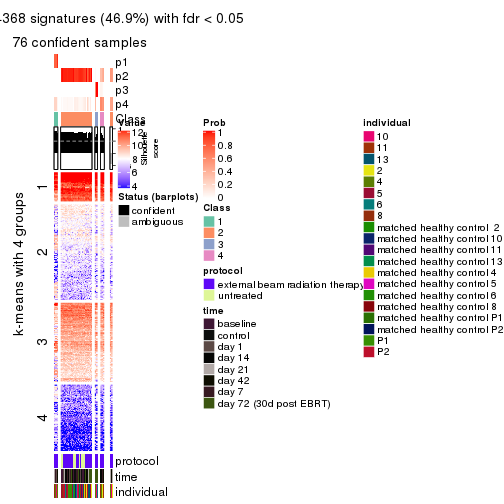 368 signatures (46.9%) with fdr < 0.05
76 confident samples
p1
p2
p3
p4
Class
Silhouette
score
k-means with 4 groups
1
2
3
4
protocol
time
individual
Value
12
10
8
6
4
Status (barplots)
confident
ambiguous
Prob
1
0.8
0.6
0.4
0.2
0
Class
1
2
3
4
protocol
external beam radiation therapy
untreated
time
baseline
control
day 1
day 14
day 21
day 42
day 7
day 72 (30d post EBRT)
individual
10
11
13
2
4
5
6
8
matched healthy control 2
matched healthy control 10
matched healthy control 11
matched healthy control 13
matched healthy control 4
matched healthy control 5
matched healthy control 6
matched healthy control 8
matched healthy control P1
matched healthy control P2
P1
P2